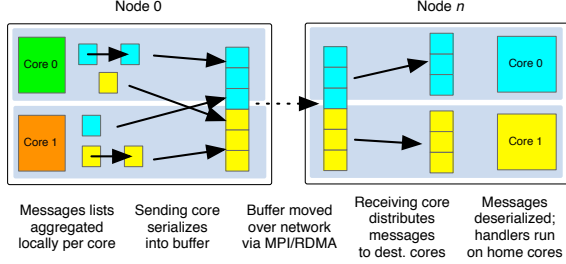 Node 0
Node n
Core 0
Core 1
Core 0
Core 1
Messages lists
aggregated
locally per core
Sending core
serializes
into buffer
Buffer moved
over network
via MPI/RDMA
Receiving core
distributes
messages
to dest. cores
Messages
deserialized;
handlers run
on home cores